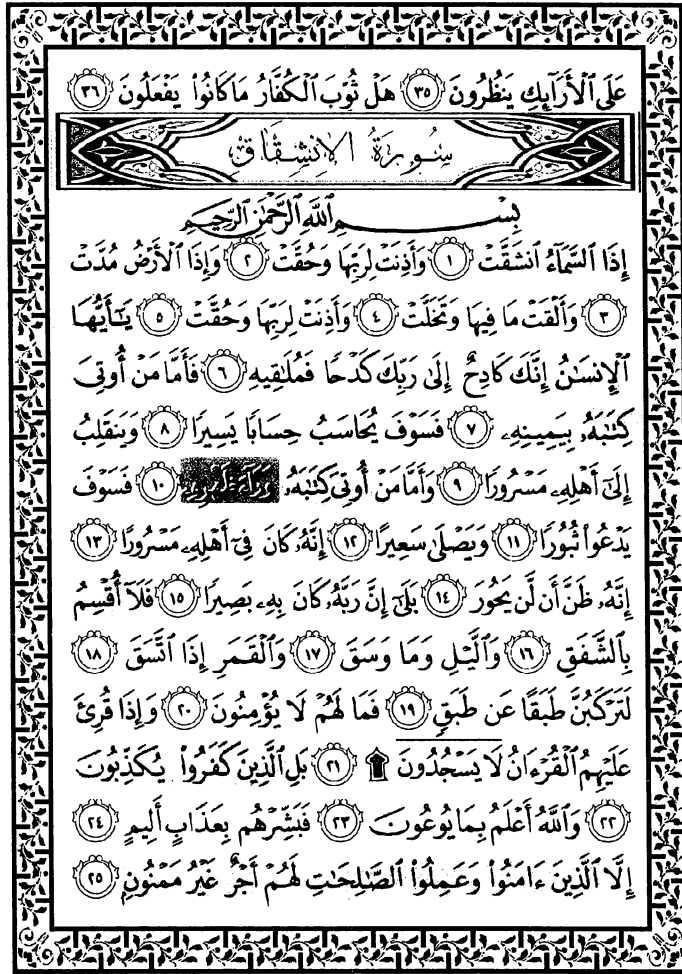 عَلَى ٱلْأَرَآئِكِ يَنظُرُونَ ٣٥ هَلْ ثُوِّبَ ٱلْكُفَّارُ مَا كَانُوا۟ يَفْعَلُونَ ٣٦
سُورَةُ الِانْشِقَاقِ
بِسْمِ ٱللَّهِ ٱلرَّحْمَٰنِ ٱلرَّحِيمِ
إِذَا ٱلسَّمَآءُ ٱنشَقَّتْ ١ وَأَذِنَتْ لِرَبِّهَا وَحُقَّتْ ٢ وَإِذَا ٱلْأَرْضُ مُدَّتْ
٣ وَأَلْقَتْ مَا فِيهَا وَتَخَلَّتْ ٤ وَأَذِنَتْ لِرَبِّهَا وَحُقَّتْ ٥ يَٰٓأَيُّهَا
ٱلْإِنسَٰنُ إِنَّكَ كَادِحٌ إِلَىٰ رَبِّكَ كَدْحًا فَمُلَٰقِيهِ ٦ فَأَمَّا مَنْ أُوتِىَ
كِتَٰبَهُۥ بِيَمِينِهِۦ ٧ فَسَوْفَ يُحَاسَبُ حِسَابًا يَسِيرًا ٨ وَيَنقَلِبُ
إِلَىٰٓ أَهْلِهِۦ مَسْرُورًا ٩ وَأَمَّا مَنْ أُوتِىَ كِتَٰبَهُۥ وَرَآءَ ظَهْرِهِۦ ١٠ فَسَوْفَ
يَدْعُوا۟ ثُبُورًا ١١ وَيَصْلَىٰ سَعِيرًا ١٢ إِنَّهُۥ كَانَ فِىٓ أَهْلِهِۦ مَسْرُورًا ١٣
إِنَّهُۥ ظَنَّ أَن لَّن يَحُورَ ١٤ بَلَىٰٓ إِنَّ رَبَّهُۥ كَانَ بِهِۦ بَصِيرًا ١٥ فَلَآ أُقْسِمُ
بِٱلشَّفَقِ ١٦ وَٱلَّيْلِ وَمَا وَسَقَ ١٧ وَٱلْقَمَرِ إِذَا ٱتَّسَقَ ١٨
لَتَرْكَبُنَّ طَبَقًا عَن طَبَقٍ ١٩ فَمَا لَهُمْ لَا يُؤْمِنُونَ ٢٠ وَإِذَا قُرِئَ
عَلَيْهِمُ ٱلْقُرْءَانُ لَا يَسْجُدُونَ ۩ ٢١ بَلِ ٱلَّذِينَ كَفَرُوا۟ يُكَذِّبُونَ
٢٢ وَٱللَّهُ أَعْلَمُ بِمَا يُوعُونَ ٢٣ فَبَشِّرْهُم بِعَذَابٍ أَلِيمٍ ٢٤
إِلَّا ٱلَّذِينَ ءَامَنُوا۟ وَعَمِلُوا۟ ٱلصَّٰلِحَٰتِ لَهُمْ أَجْرٌ غَيْرُ مَمْنُونٍۭ ٢٥